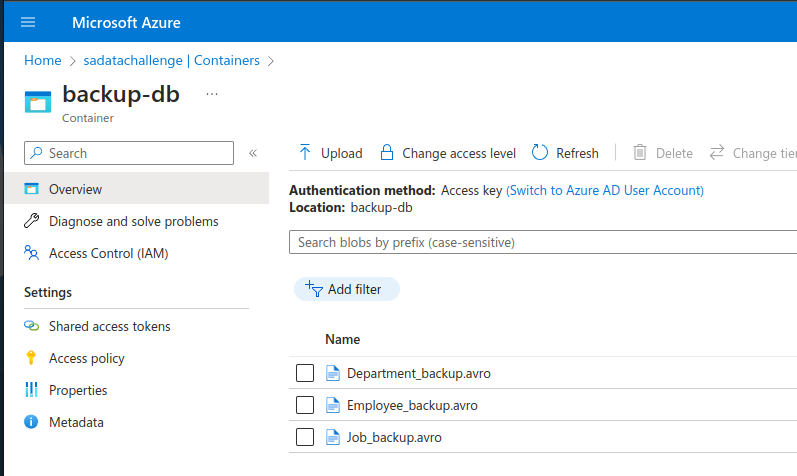 Microsoft Azure
Home > sadatachallenge | Containers >
backup-db ...
Container
Search «
Overview
Diagnose and solve problems
Access Control (IAM)
Settings
Shared access tokens
Access policy
Properties
Metadata
Upload Change access level Refresh Delete Change tier
Authentication method: Access key (Switch to Azure AD User Account)
Location: backup-db
Search blobs by prefix (case-sensitive)
Add filter
Name
Department_backup.avro
Employee_backup.avro
Job_backup.avro